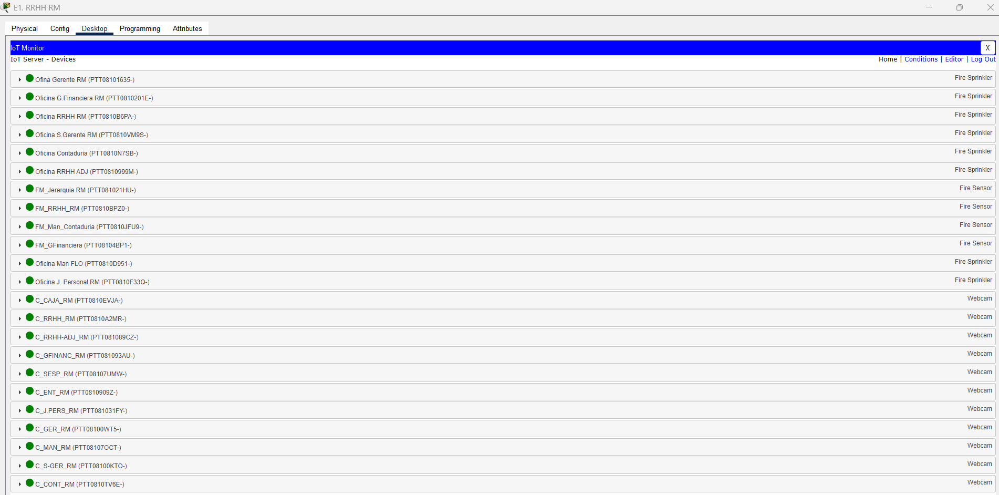 E1. RRHH RM
Physical Config Desktop Programming Attributes
IoT Monitor X
IoT Server - Devices Home | Conditions | Editor | Log Out
Ofina Gerente RM (PTT08101635-) Fire Sprinkler
Oficina G.Financiera RM (PTT0810201E-) Fire Sprinkler
Oficina RRHH RM (PTT0810B6PA-) Fire Sprinkler
Oficina S.Gerente RM (PTT0810VM9S-) Fire Sprinkler
Oficina Contaduria (PTT0810N7SB-) Fire Sprinkler
Oficina RRHH ADJ (PTT0810999M-) Fire Sprinkler
FM_Jerarquia RM (PTT081021HU-) Fire Sensor
FM_RRHH_RM (PTT0810BPZ0-) Fire Sensor
FM_Man_Contaduria (PTT0810JFU9-) Fire Sensor
FM_GFinanciera (PTT08104BP1-) Fire Sensor
Oficina Man FLO (PTT0810D951-) Fire Sprinkler
Oficina J. Personal RM (PTT0810F33Q-) Fire Sprinkler
C_CAJA_RM (PTT0810EVJA-) Webcam
C_RRHH_RM (PTT0810A2MR-) Webcam
C_RRHH-ADJ_RM (PTT081089CZ-) Webcam
C_GFINANC_RM (PTT081093AU-) Webcam
C_SESP_RM (PTT08107UMW-) Webcam
C_ENT_RM (PTT0810909Z-) Webcam
C_J.PERS_RM (PTT081031FY-) Webcam
C_GER_RM (PTT08100WT5-) Webcam
C_MAN_RM (PTT08107OCT-) Webcam
C_S-GER_RM (PTT08100KTO-) Webcam
C_CONT_RM (PTT0810TV6E-) Webcam